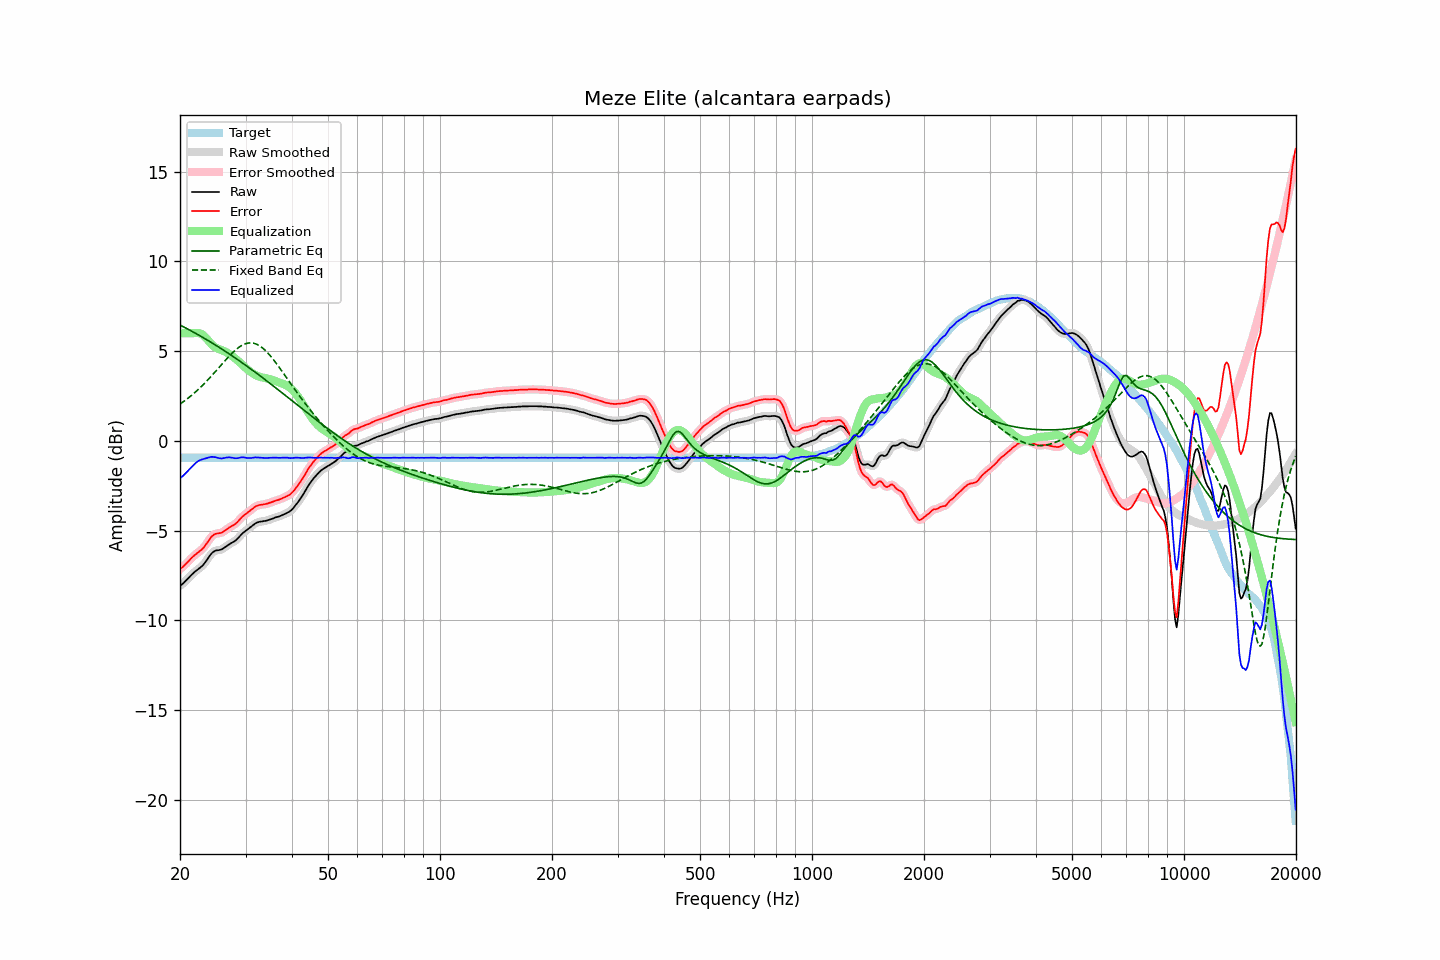 Meze Elite (alcantara earpads)
Target
Raw Smoothed
Error Smoothed
Raw
Error
Equalization
Parametric Eq
Fixed Band Eq
Equalized
Amplitude (dBr)
15
10
5
0
−5
−10
−15
−20
20 50 100 200 500 1000 2000 5000 10000 20000
Frequency (Hz)